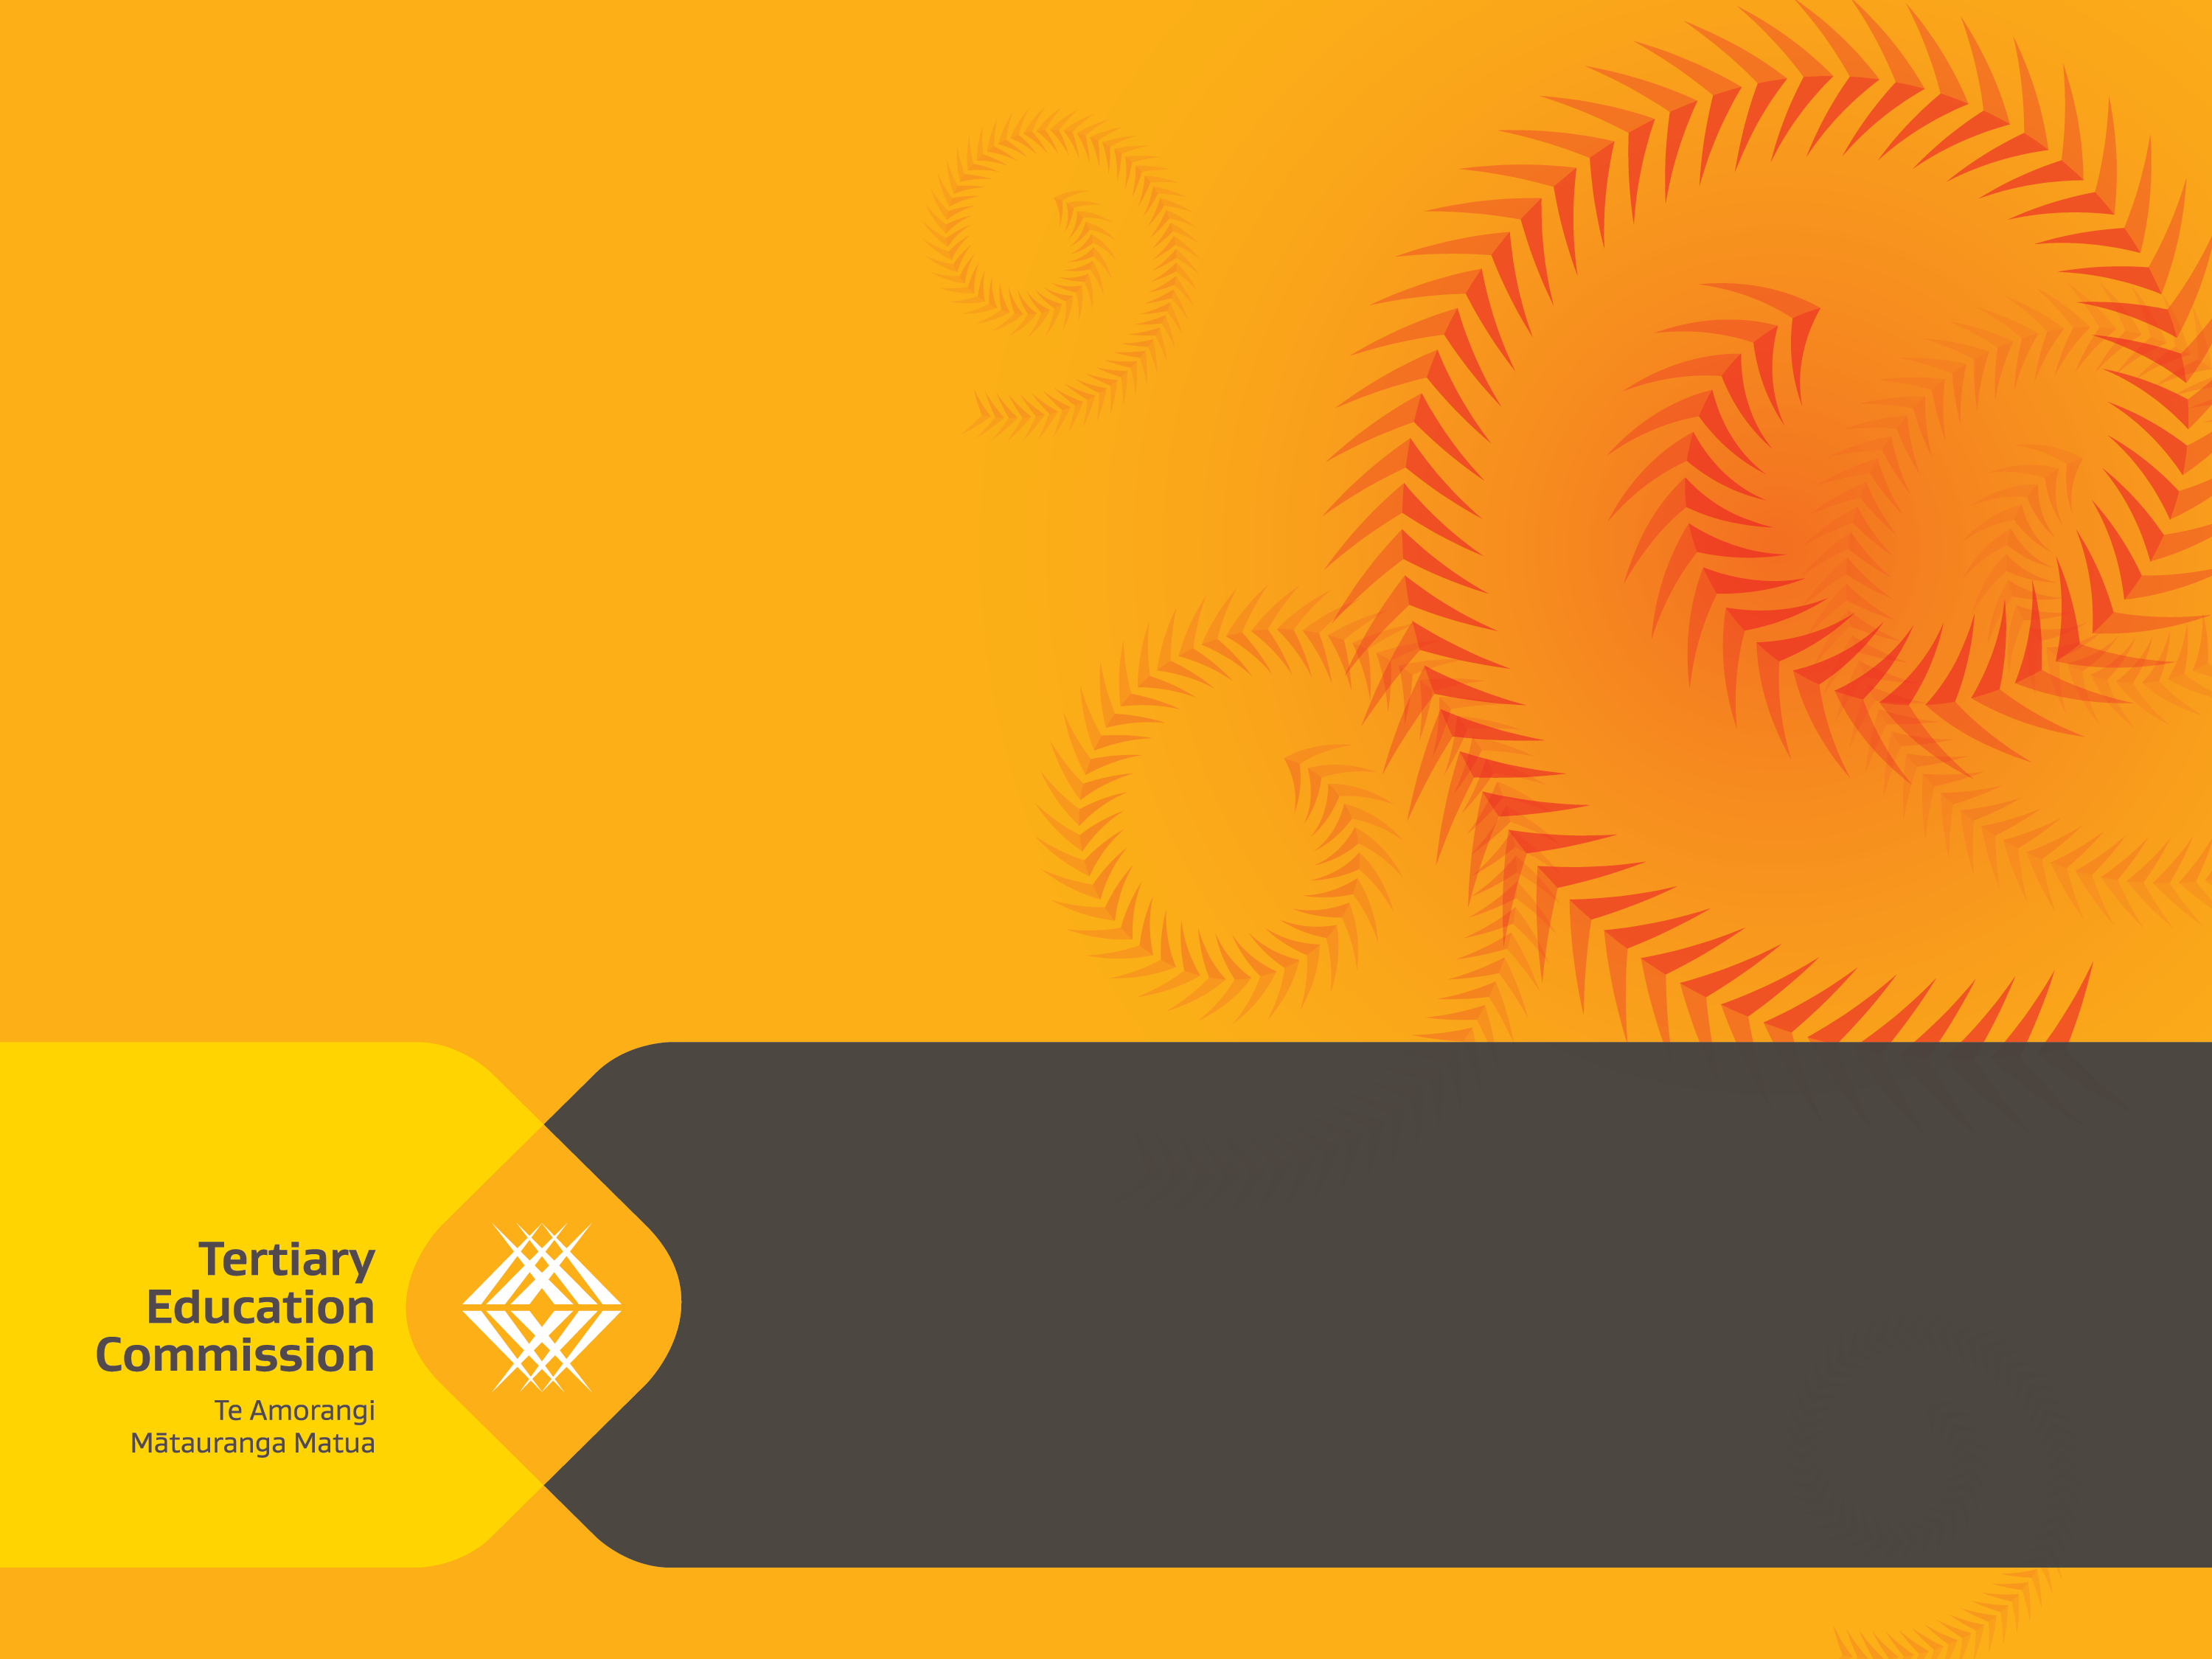 Tertiary
Education
Commission
Te Amorangi
Mātauranga Matua